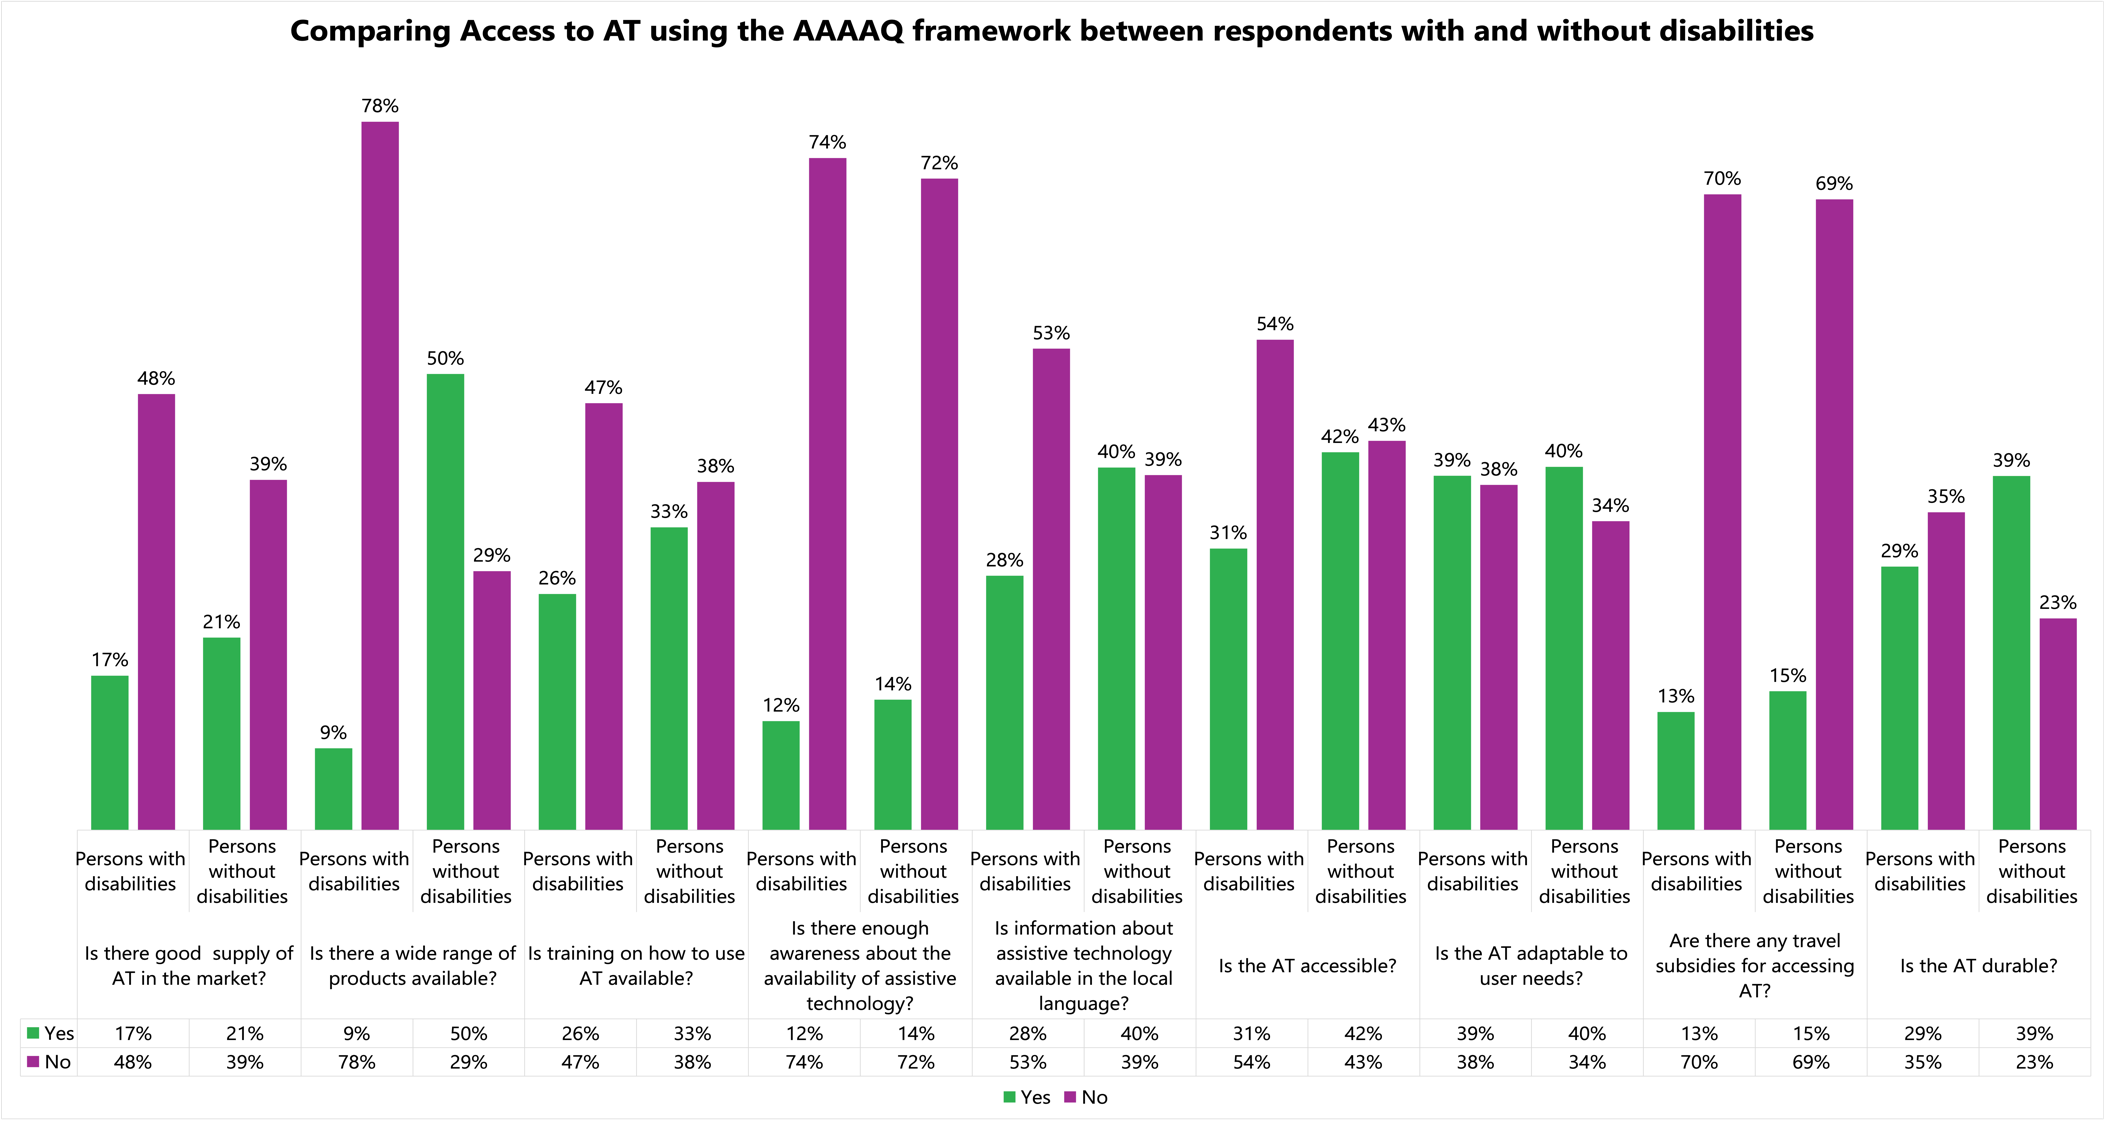 Comparing Access to AT using the AAAAQ framework between respondents with and without disabilities
17% 48% 21% 39% 9% 78% 50% 29% 26% 47% 33% 38% 12% 74% 14% 72% 28% 53% 40% 39% 31% 54% 42% 43% 39% 38% 40% 34% 13% 70% 15% 69% 29% 35% 39% 23%
Persons with
disabilities
Persons
without
disabilities
Persons with
disabilities
Persons
without
disabilities
Persons with
disabilities
Persons
without
disabilities
Persons with
disabilities
Persons
without
disabilities
Persons with
disabilities
Persons
without
disabilities
Persons with
disabilities
Persons
without
disabilities
Persons with
disabilities
Persons
without
disabilities
Persons with
disabilities
Persons
without
disabilities
Persons with
disabilities
Persons
without
disabilities
Is there good supply of
AT in the market?
Is there a wide range of
products available?
Is training on how to use
AT available?
Is there enough
awareness about the
availability of assistive
technology?
Is information about
assistive technology
available in the local
language?
Is the AT accessible?
Is the AT adaptable to
user needs?
Are there any travel
subsidies for accessing
AT?
Is the AT durable?
Yes 17% 21% 9% 50% 26% 33% 12% 14% 28% 40% 31% 42% 39% 40% 13% 15% 29% 39%
No 48% 39% 78% 29% 47% 38% 74% 72% 53% 39% 54% 43% 38% 34% 70% 69% 35% 23%
Yes No